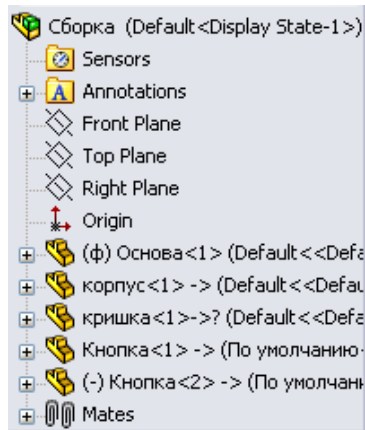 Сборка (Default<Display State-1>)
Sensors
Annotations
Front Plane
Top Plane
Right Plane
Origin
(ф) Основа<1> (Default<<Defa
корпус<1> -> (Default<<Defau
кришка<1>->? (Default<<Defa
Кнопка<1> -> (По умолчанию
(-) Кнопка<2> -> (По умолчан
Mates